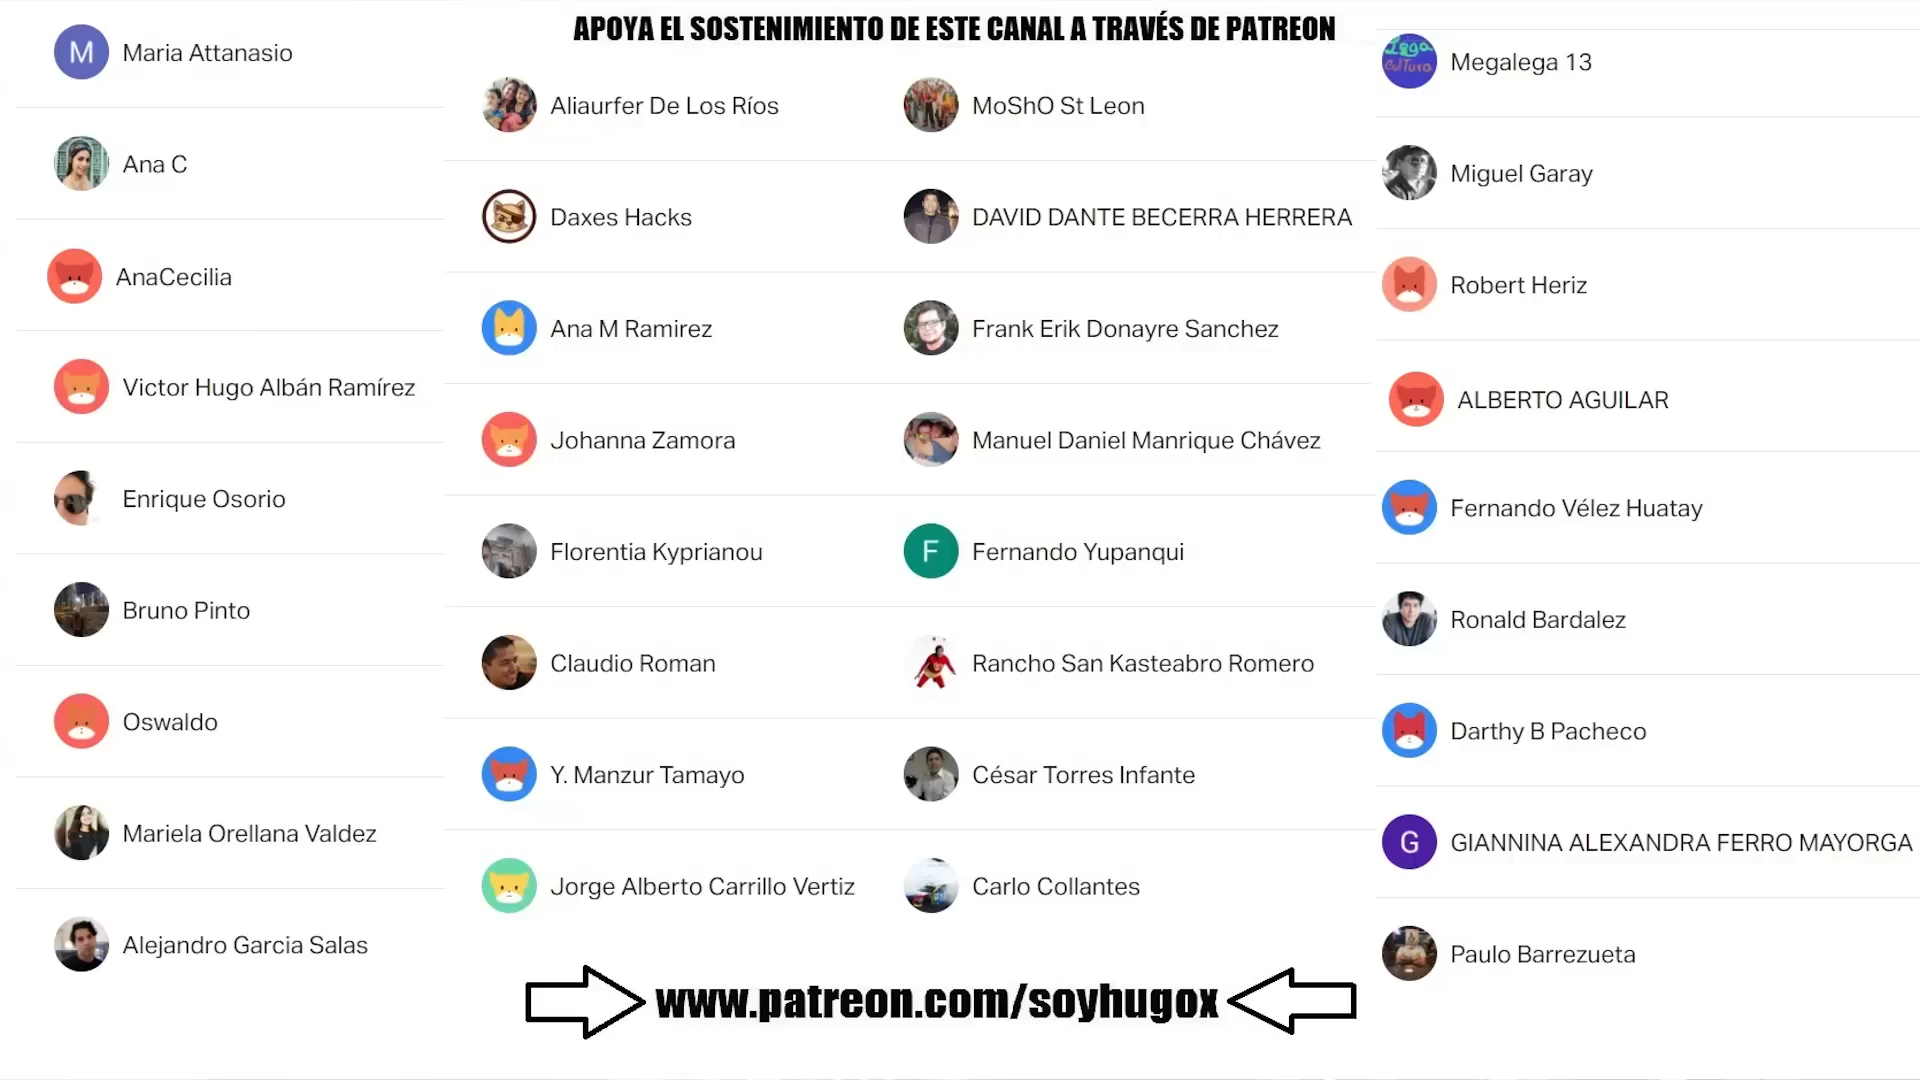 APOYA EL SOSTENIMIENTO DE ESTE CANAL A TRAVÉS DE PATREON
M
Maria Attanasio
Ana C
AnaCecilia
Victor Hugo Albán Ramírez
Enrique Osorio
Bruno Pinto
Oswaldo
Mariela Orellana Valdez
Alejandro Garcia Salas
Aliaurfer De Los Ríos
Daxes Hacks
Ana M Ramirez
Johanna Zamora
Florentia Kyprianou
Claudio Roman
Y. Manzur Tamayo
Jorge Alberto Carrillo Vertiz
MoShO St Leon
DAVID DANTE BECERRA HERRERA
Frank Erik Donayre Sanchez
Manuel Daniel Manrique Chávez
F
Fernando Yupanqui
Rancho San Kasteabro Romero
César Torres Infante
Carlo Collantes
Megalega 13
Miguel Garay
Robert Heriz
ALBERTO AGUILAR
Fernando Vélez Huatay
Ronald Bardalez
Darthy B Pacheco
G
GIANNINA ALEXANDRA FERRO MAYORGA
Paulo Barrezueta
www.patreon.com/soyhugox